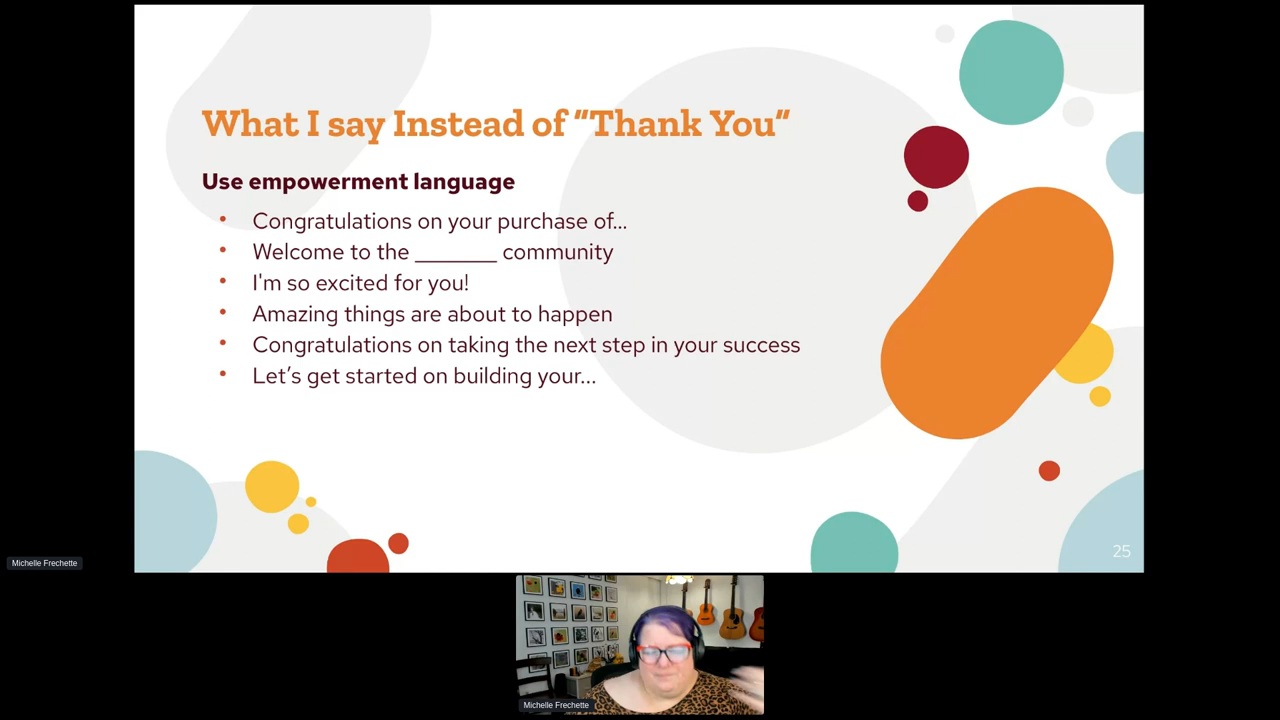 What I say Instead of “Thank You”
Use empowerment language
• Congratulations on your purchase of...
• Welcome to the ________ community
• I'm so excited for you!
• Amazing things are about to happen
• Congratulations on taking the next step in your success
• Let’s get started on building your...
25
Michelle Frechette
Michelle Frechette